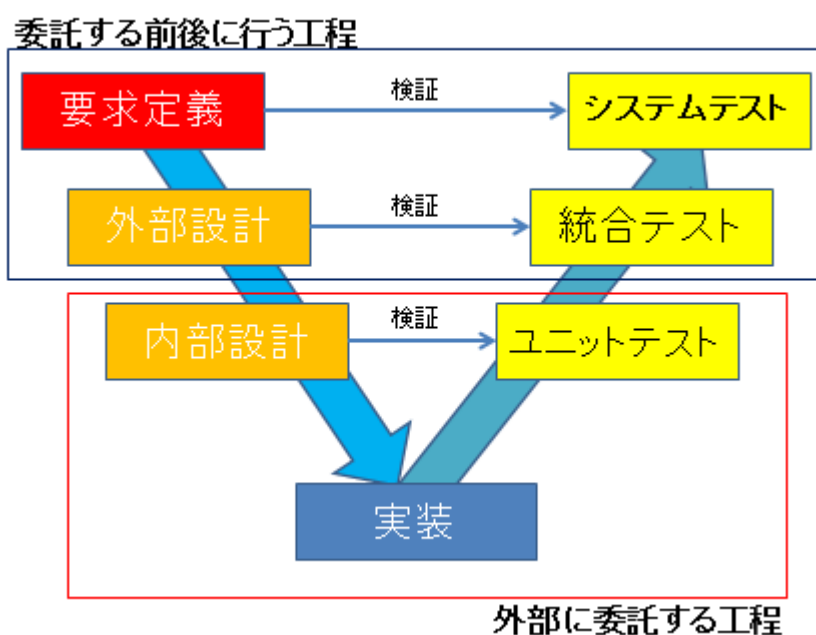 委託する前後に行う工程
要求定義
検証
システムテスト
外部設計
検証
統合テスト
内部設計
検証
ユニットテスト
実装
外部に委託する工程